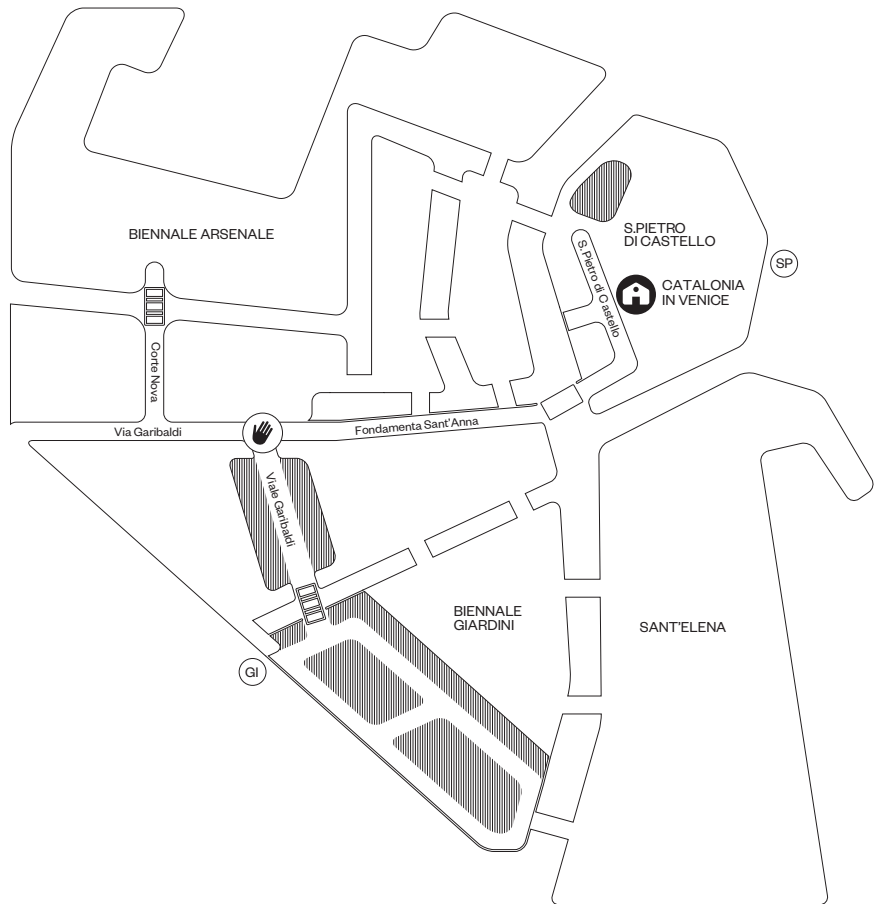 BIENNALE ARSENALE
S.PIETRO
DI CASTELLO
SP
S. Pietro di Castello
CATALONIA
IN VENICE
Corte Nova
Via Garibaldi
Fondamenta Sant'Anna
Viale Garibaldi
BIENNALE
GIARDINI
SANT'ELENA
GI